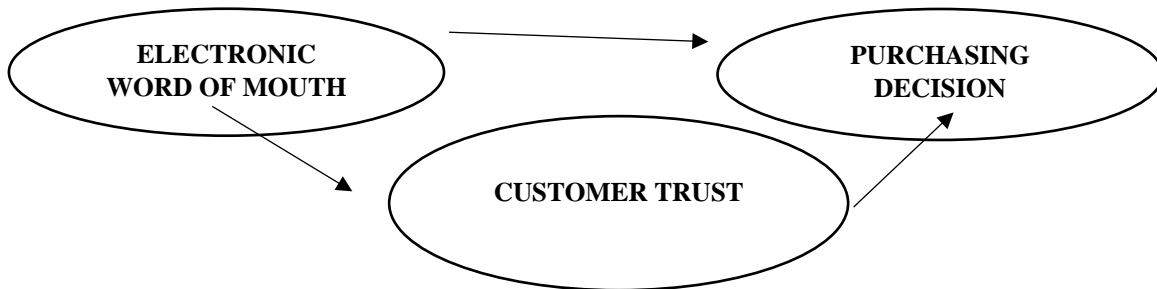 ELECTRONIC
WORD OF MOUTH
PURCHASING
DECISION
CUSTOMER TRUST